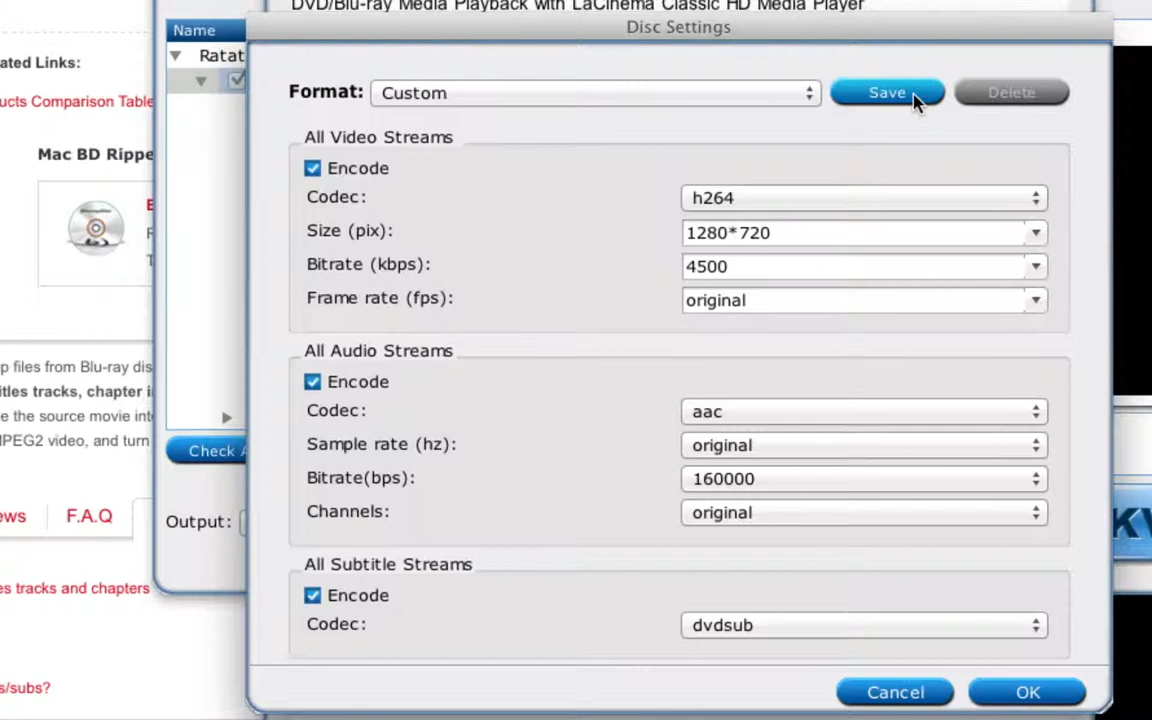 DVD/Blu-ray Media Playback with LaCinema Classic HD Media Player
Disc Settings
Name
Ratat
ated Links:
ucts Comparison Table
Mac BD Rippe
p files from Blu-ray dis
itles tracks, chapter i
e the source movie int
MPEG2 video, and turn
Check A
ews
F.A.Q
Output:
es tracks and chapters
s/subs?
Format:
Custom
Save
Delete
All Video Streams
Encode
Codec:
h264
Size (pix):
1280*720
Bitrate (kbps):
4500
Frame rate (fps):
original
All Audio Streams
Encode
Codec:
aac
Sample rate (hz):
original
Bitrate(bps):
160000
Channels:
original
All Subtitle Streams
Encode
Codec:
dvdsub
Cancel
OK